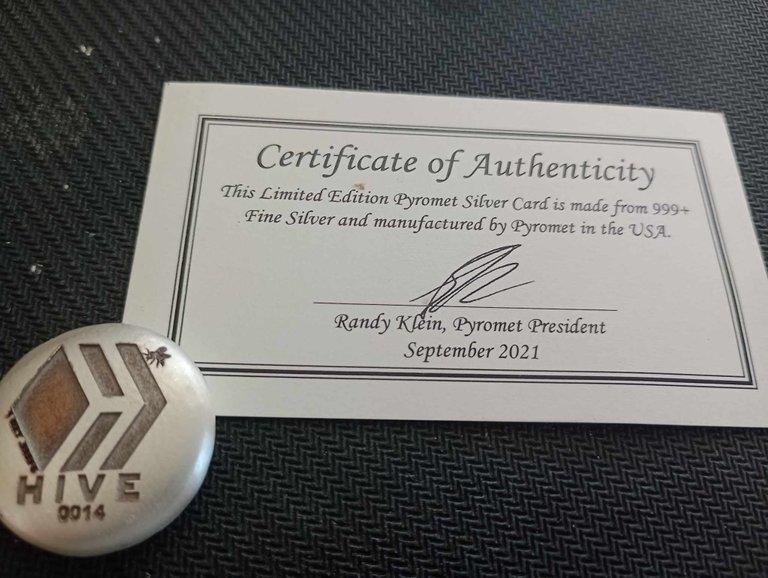 Certificate of Authenticity
This Limited Edition Pyromet Silver Card is made from 999+
Fine Silver and manufactured by Pyromet in the USA.
Randy Klein, Pyromet President
September 2021
HIVE
0014